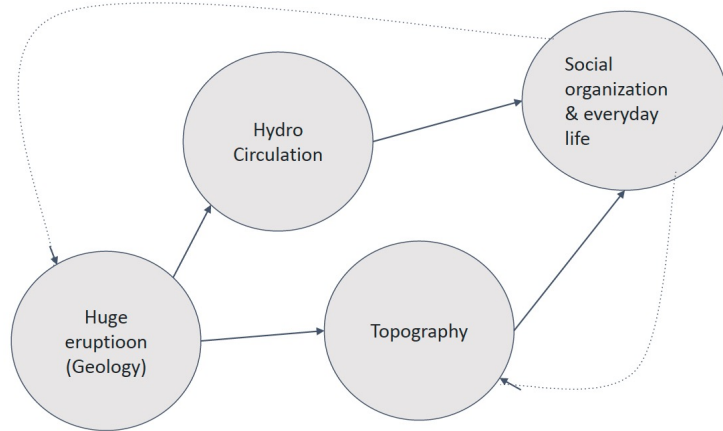 Social
organization
& everyday
life
Hydro
Circulation
Huge
eruptioon
(Geology)
Topography